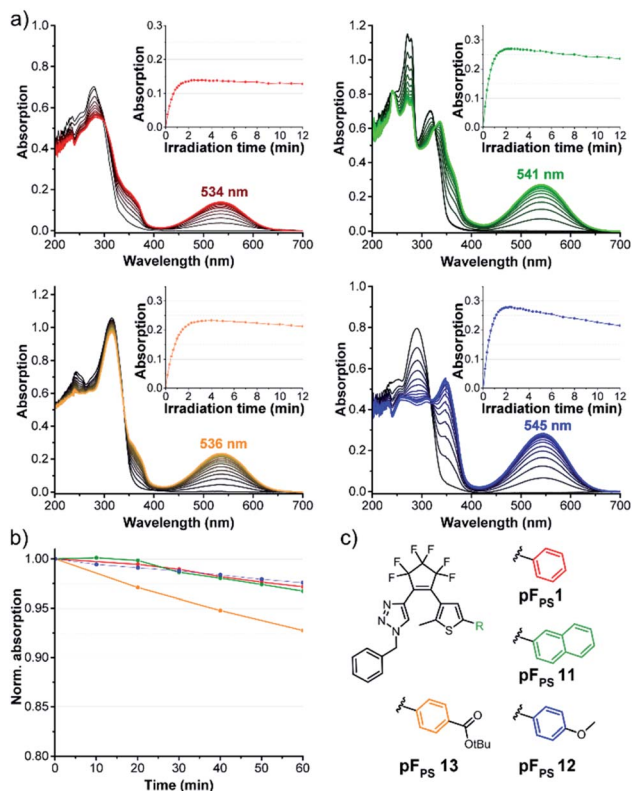 a)
1.0
0.8
0.6
0.4
0.2
0.0
Absorption
0.3
0.2
0.1
0.0
Absorption
0 2 4 6 8 10 12
Irradiation time (min)
534 nm
200 300 400 500 600 700
Wavelength (nm)
1.2
1.0
0.8
0.6
0.4
0.2
0.0
Absorption
0.3
0.2
0.1
0.0
Absorption
0 2 4 6 8 10 12
Irradiation time (min)
541 nm
200 300 400 500 600 700
Wavelength (nm)
1.2
1.0
0.8
0.6
0.4
0.2
0.0
Absorption
0.3
0.2
0.1
0.0
Absorption
0 2 4 6 8 10 12
Irradiation time (min)
536 nm
200 300 400 500 600 700
Wavelength (nm)
1.0
0.8
0.6
0.4
0.2
0.0
Absorption
0.3
0.2
0.1
0.0
Absorption
0 2 4 6 8 10 12
Irradiation time (min)
545 nm
200 300 400 500 600 700
Wavelength (nm)
b)
1.00
0.95
0.90
0.85
0.80
Norm. absorption
0 10 20 30 40 50 60
Time (min)
c)
F F
F F
F F
N N
N
S
R
pFPS1
pFPS 11
O
OtBu
pFPS 13
O
pFPS 12